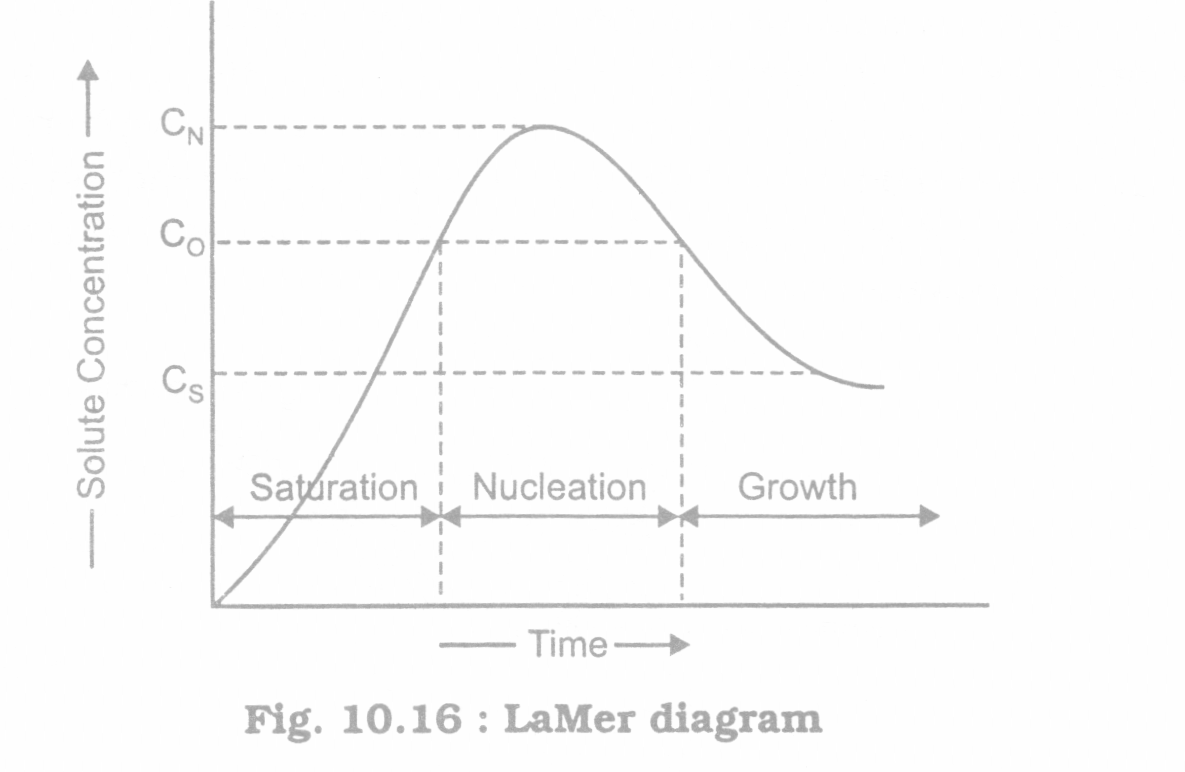 C_N
C_O
C_S
Solute Concentration
Saturation Nucleation Growth
Time
Fig. 10.16 : LaMer diagram